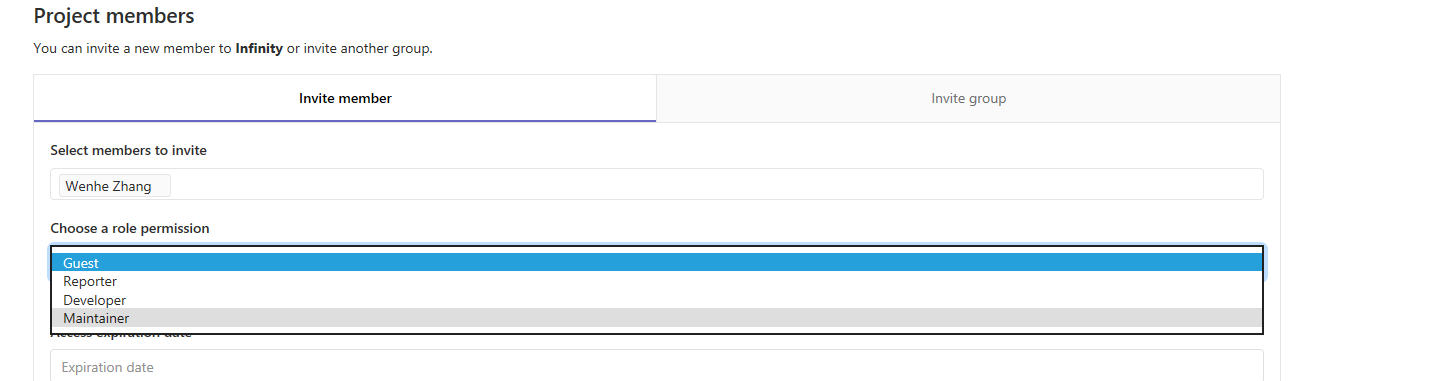 Project members
You can invite a new member to Infinity or invite another group.
Invite member
Invite group
Select members to invite
Wenhe Zhang
Choose a role permission
Guest
Reporter
Developer
Maintainer
Access expiration date
Expiration date